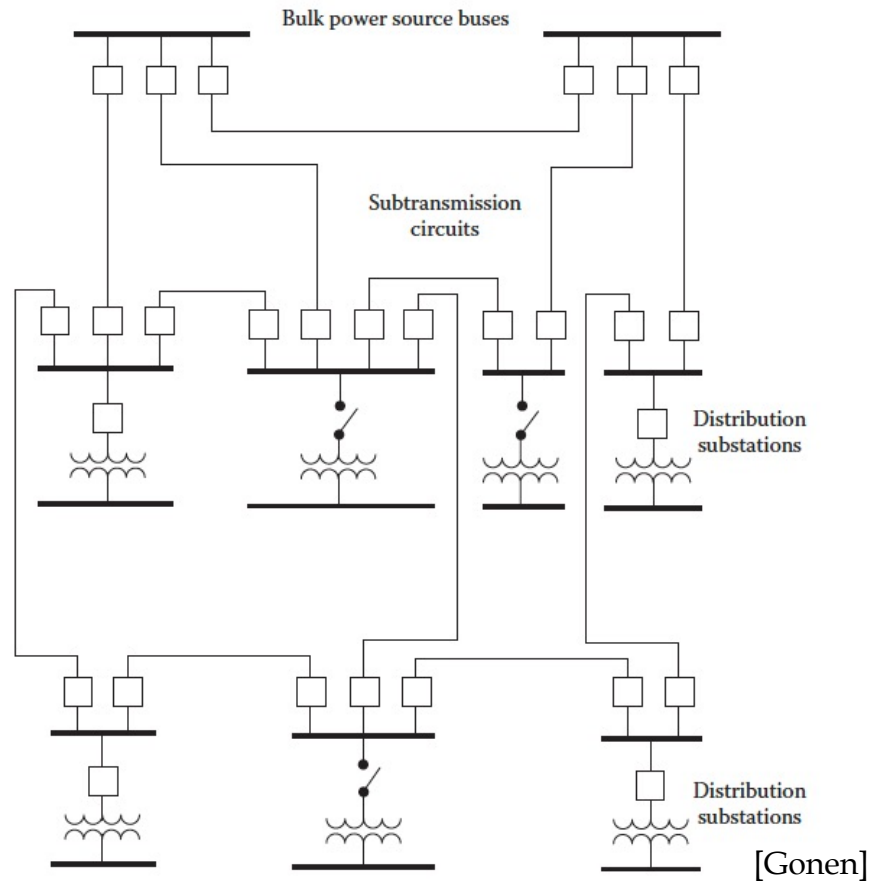 Bulk power source buses
Subtransmission
circuits
Distribution
substations
Distribution
substations
[Gonen]